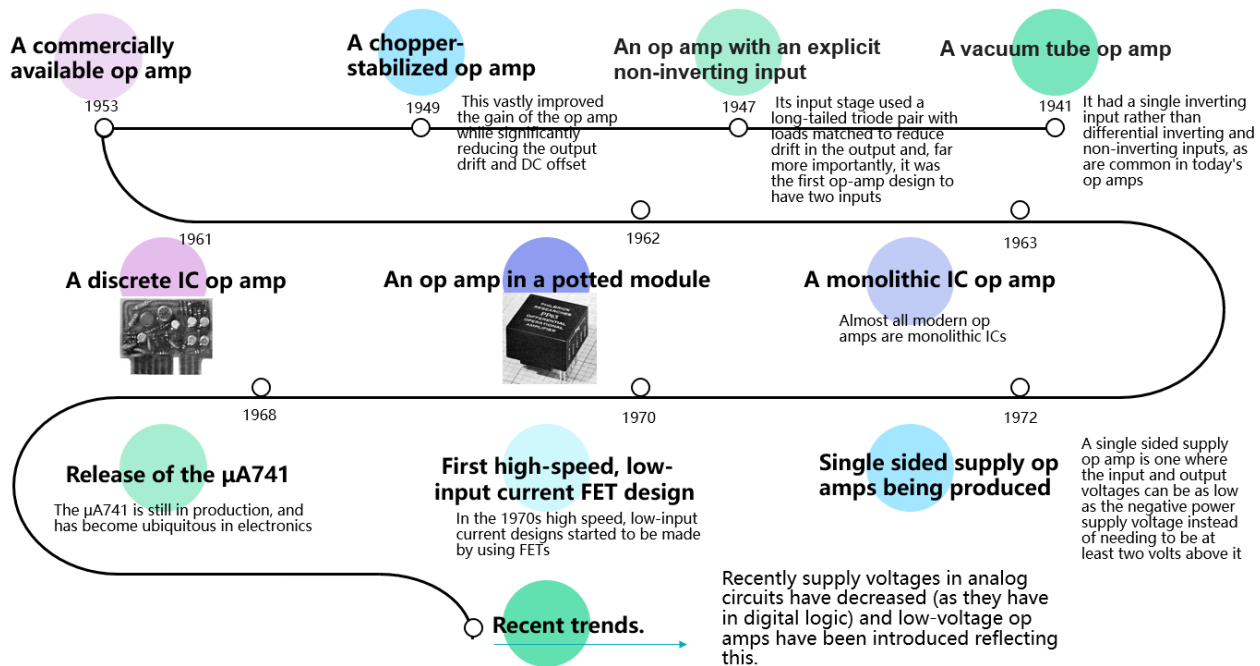 A commercially
available op amp
1953
A chopper-
stabilized op amp
1949
This vastly improved
the gain of the op amp
while significantly
reducing the output
drift and DC offset
An op amp with an explicit
non-inverting input
1947
Its input stage used a
long-tailed triode pair with
loads matched to reduce
drift in the output and, far
more importantly, it was
the first op-amp design to
have two inputs
A vacuum tube op amp
1941
It had a single inverting
input rather than
differential inverting and
non-inverting inputs, as
are common in today's
op amps
1961
A discrete IC op amp
1962
An op amp in a potted module
PHILBRICK
RESEARCHES
PP65
DIFFERENTIAL
OPERATIONAL
AMPLIFIER
1963
A monolithic IC op amp
Almost all modern op
amps are monolithic ICs
1968
Release of the μA741
The μA741 is still in production, and
has become ubiquitous in electronics
1970
First high-speed, low-
input current FET design
In the 1970s high speed, low-input
current designs started to be made
by using FETs
1972
Single sided supply op
amps being produced
A single sided supply
op amp is one where
the input and output
voltages can be as low
as the negative power
supply voltage instead
of needing to be at
least two volts above it
Recent trends.
Recently supply voltages in analog
circuits have decreased (as they have
in digital logic) and low-voltage op
amps have been introduced reflecting
this.